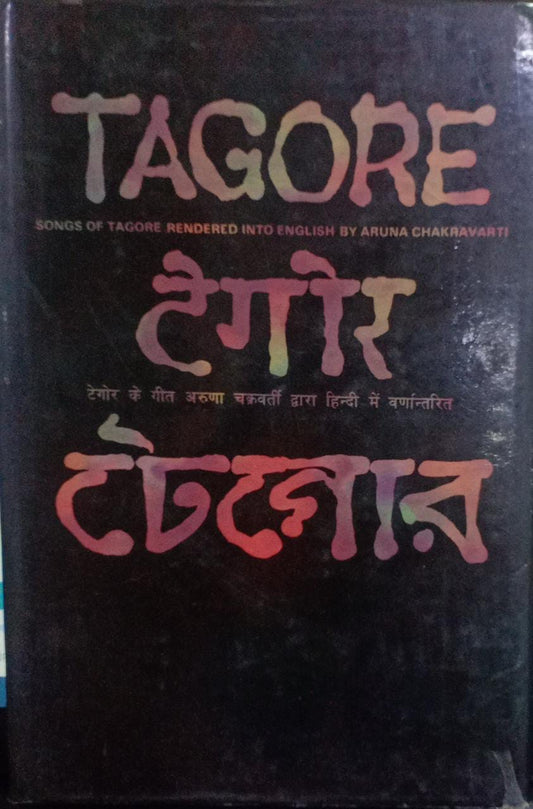 TAGORE
SONGS OF TAGORE RENDERED INTO ENGLISH BY ARUNA CHAKRAVARTI
टेगोर
टेगोर के गीत अरुणा चक्रवर्ती द्वारा हिन्दी में वर्णान्तरित
টেগোর